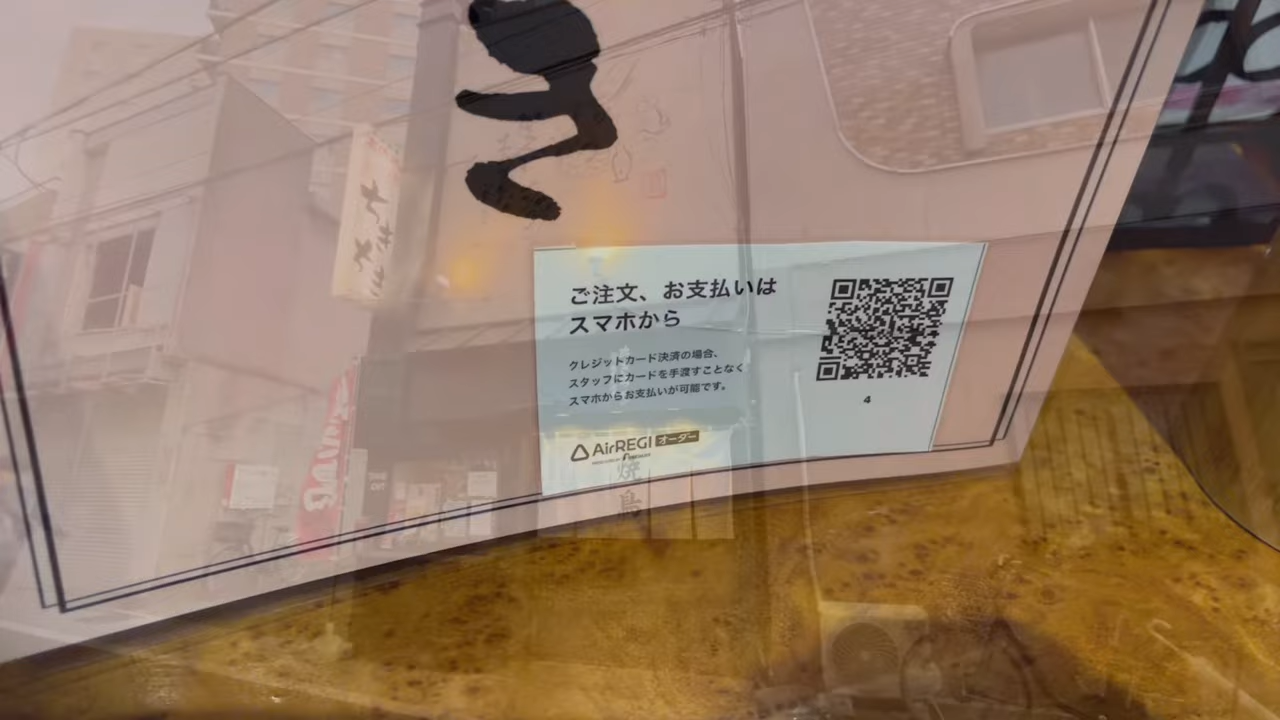 ご注文、お支払いは
スマホから
クレジットカード決済の場合、
スタッフにカードを手渡すことなく
スマホからお支払いが可能です。
AirREGI オーダー
4
焼鳥